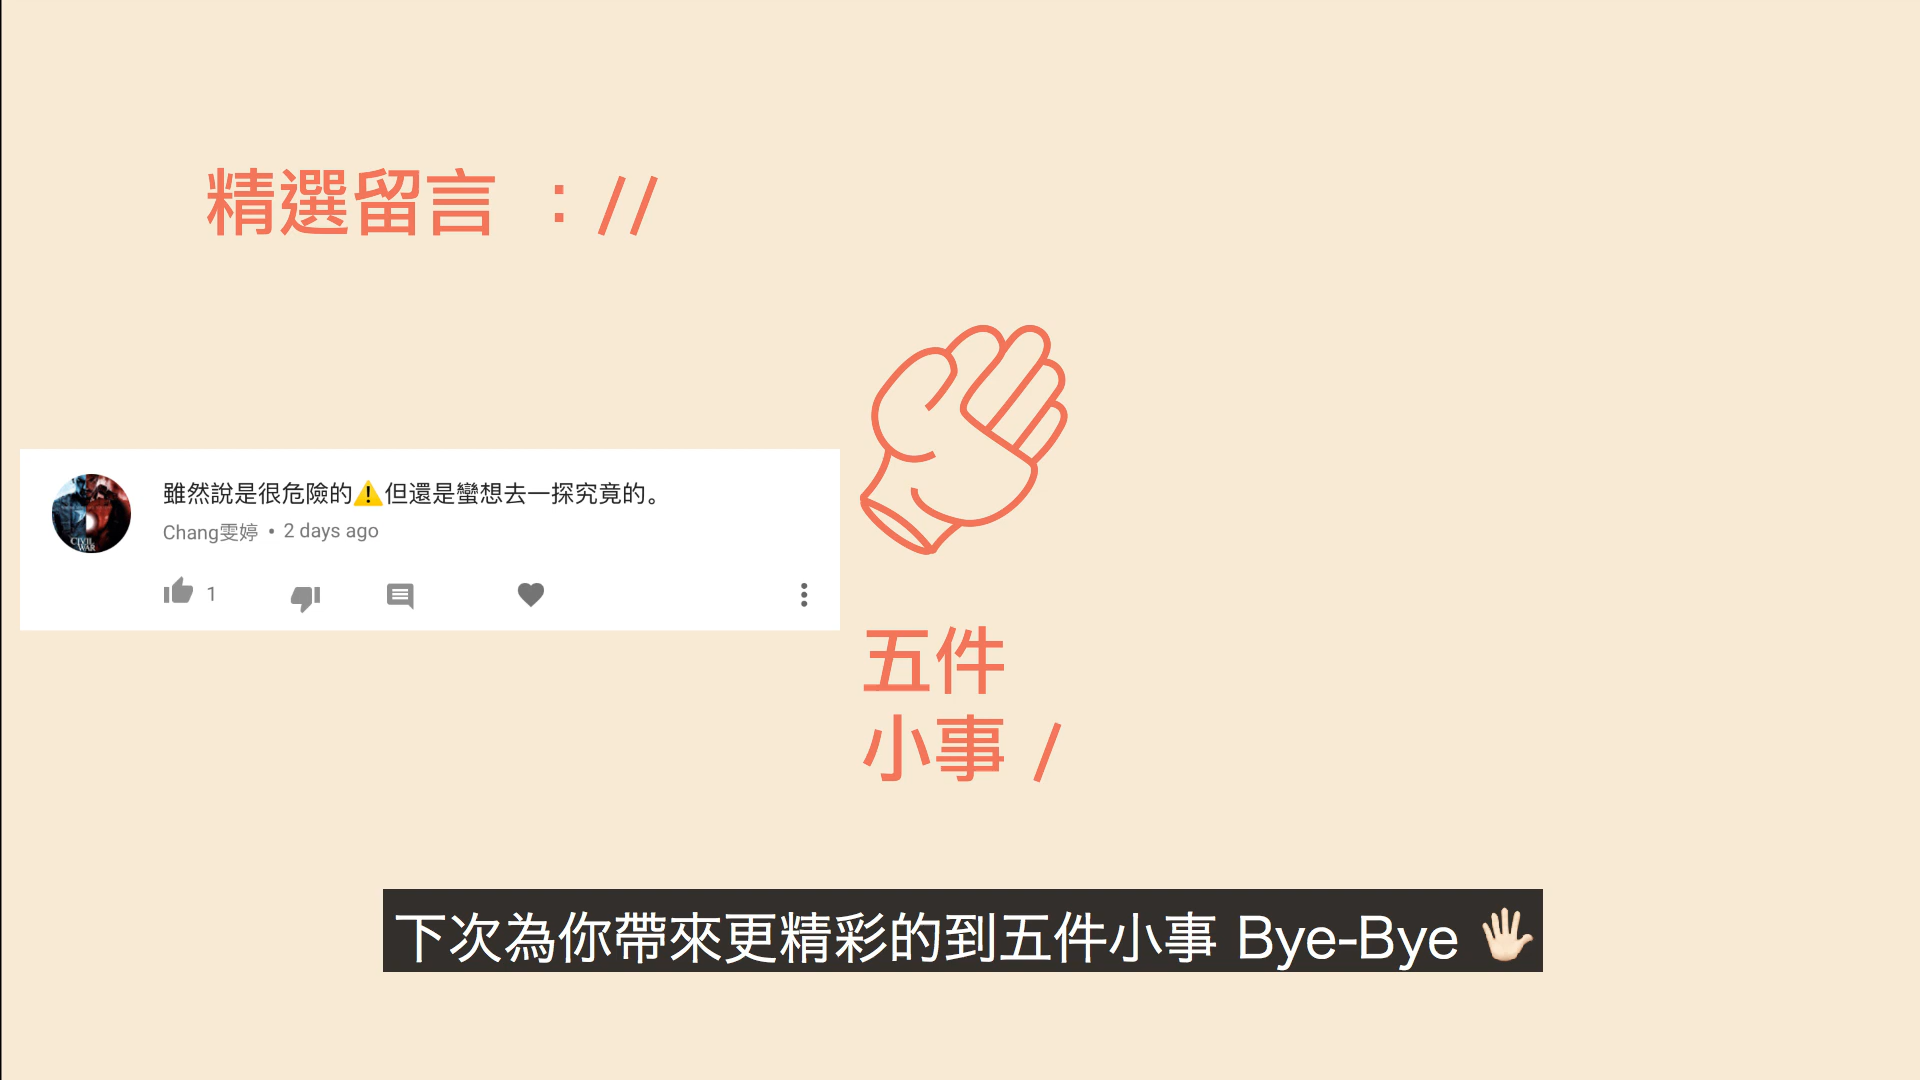 精選留言 ：//
雖然說是很危險的⚠️但還是蠻想去一探究竟的。
Chang雯婷 • 2 days ago
1
CIVIL
WAR
五件
小事 /
下次為你帶來更精彩的到五件小事 Bye-Bye 🖐🏻